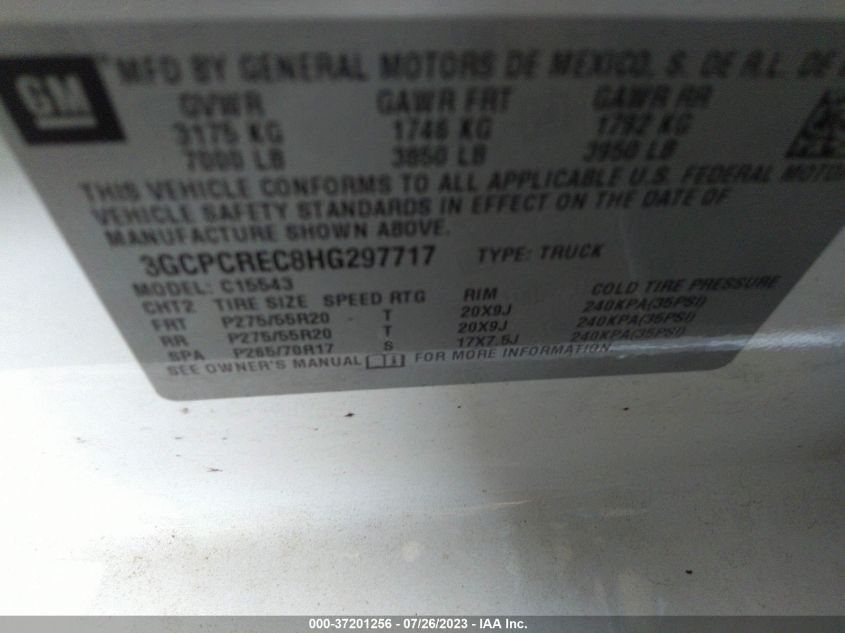 GM
MFD BY GENERAL MOTORS DE MEXICO, S. DE R.L. DE
GVWR GAWR FRT GAWR RR
3175 KG 1746 KG 1792 KG
7000 LB 3850 LB 3950 LB
THIS VEHICLE CONFORMS TO ALL APPLICABLE U.S. FEDERAL MOTOR
VEHICLE SAFETY STANDARDS IN EFFECT ON THE DATE OF
MANUFACTURE SHOWN ABOVE.
3GCPCREC8HG297717 TYPE: TRUCK
MODEL: C15543
CHT2 TIRE SIZE SPEED RTG RIM COLD TIRE PRESSURE
FRT P275/55R20 T 20X9J 240KPA(35PSI)
RR P275/55R20 T 20X9J 240KPA(35PSI)
SPA P265/70R17 S 17X7.5J 240KPA(35PSI)
SEE OWNER'S MANUAL FOR MORE INFORMATION
000-37201256 - 07/26/2023 - IAA Inc.